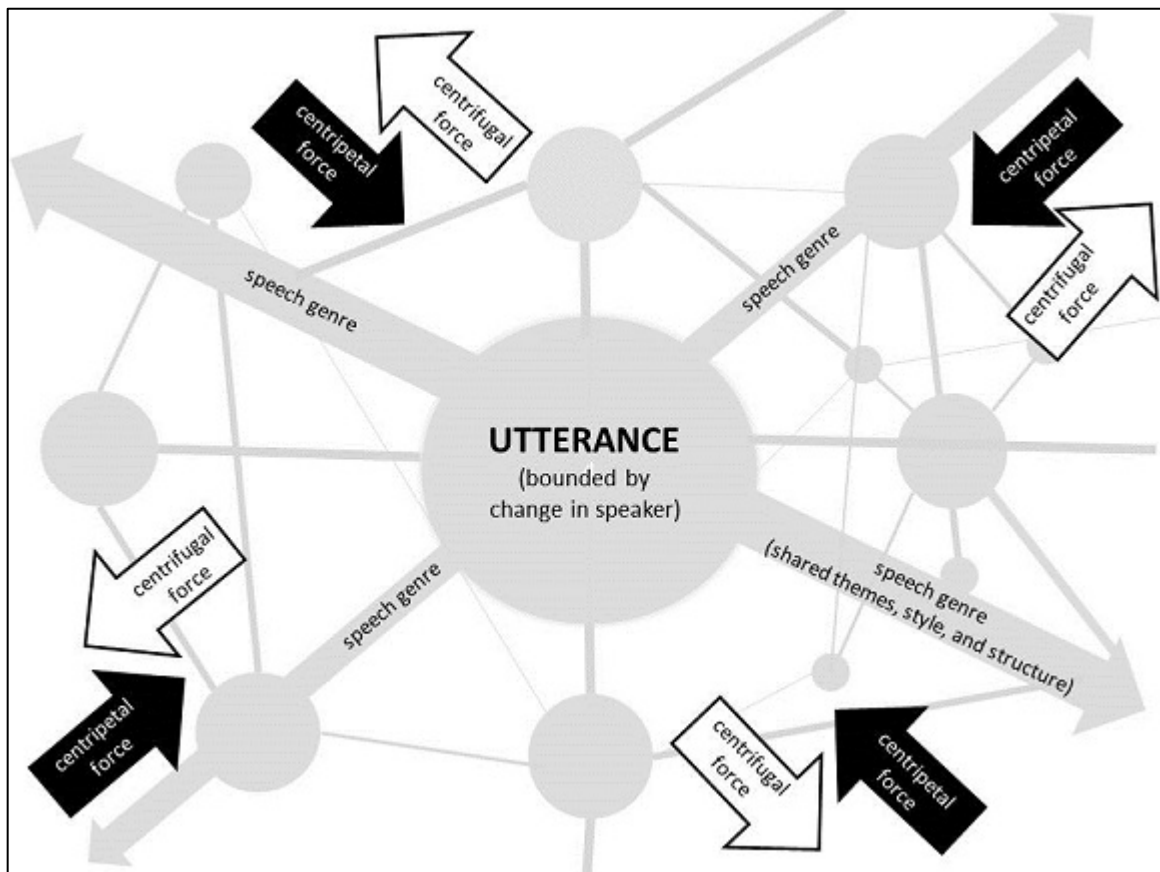 centrifugal
force
centripetal
force
centripetal
force
centrifugal
force
speech genre
speech genre
UTTERANCE
(bounded by
change in speaker)
centrifugal
force
speech genre
speech genre
(shared themes, style, and structure)
centripetal
force
centrifugal
force
centripetal
force